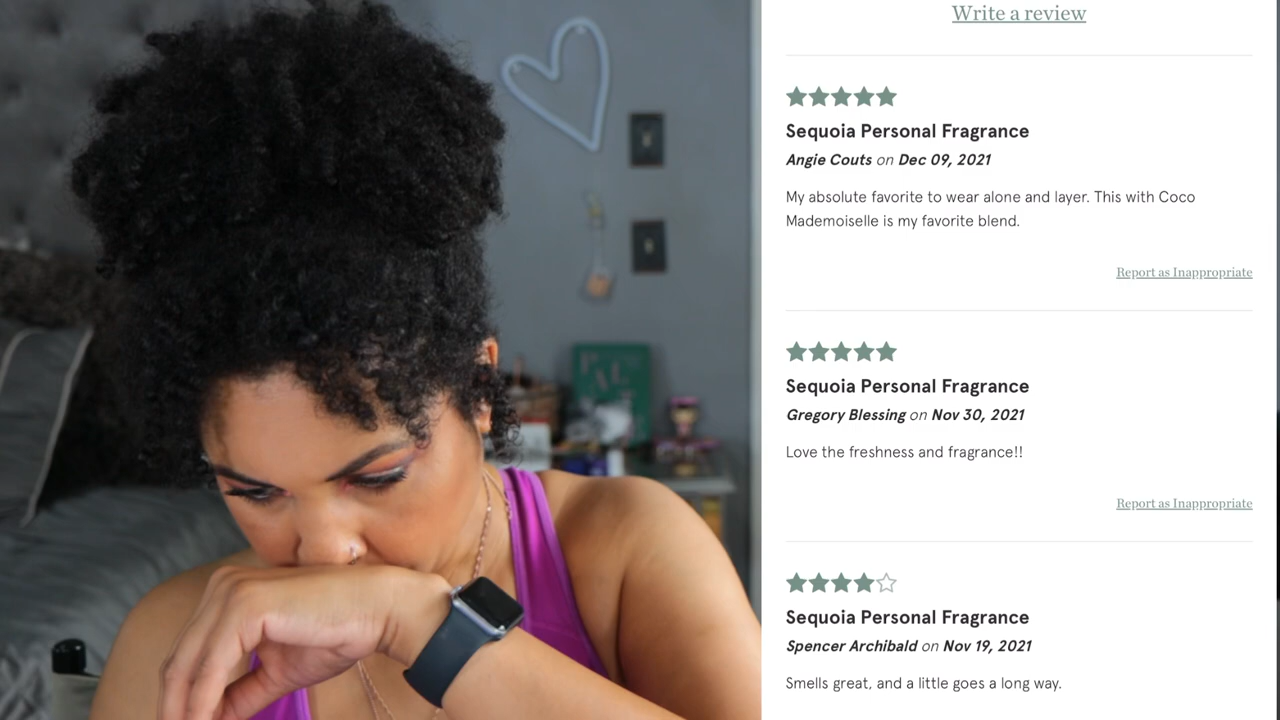 Write a review
Sequoia Personal Fragrance
Angie Couts on Dec 09, 2021
My absolute favorite to wear alone and layer. This with Coco
Mademoiselle is my favorite blend.
Report as Inappropriate
Sequoia Personal Fragrance
Gregory Blessing on Nov 30, 2021
Love the freshness and fragrance!!
Report as Inappropriate
Sequoia Personal Fragrance
Spencer Archibald on Nov 19, 2021
Smells great, and a little goes a long way.